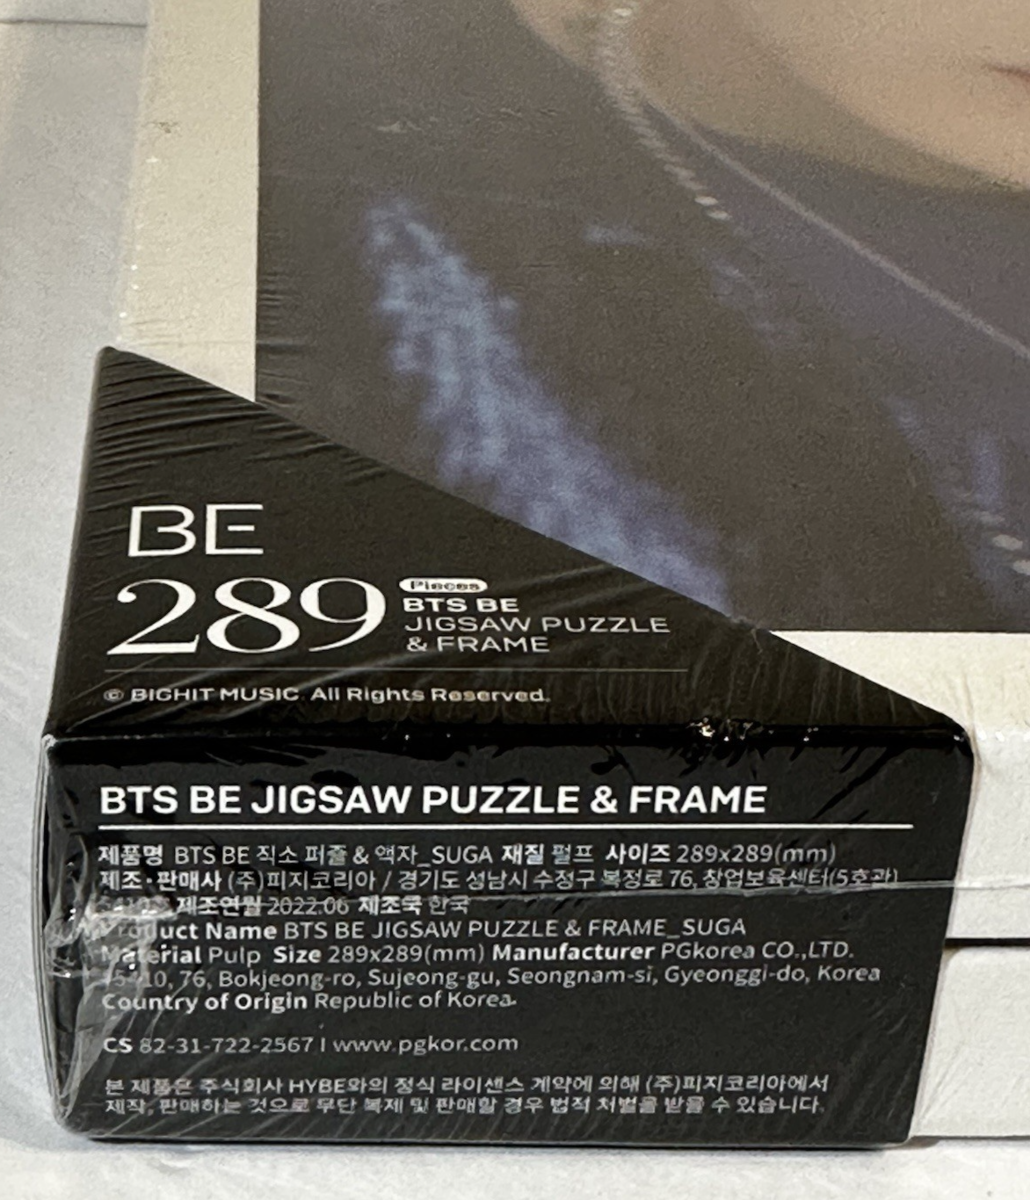 BE
289 Pieces
BTS BE
JIGSAW PUZZLE
& FRAME
© BIGHIT MUSIC. All Rights Reserved.
BTS BE JIGSAW PUZZLE & FRAME
제품명 BTS BE 직소 퍼즐 & 액자_SUGA 재질 펄프 사이즈 289x289(mm)
제조·판매사 (주)피지코리아 / 경기도 성남시 수정구 복정로 76, 창업보육센터(5호관)
제조연월 2022.06 제조국 한국
Product Name BTS BE JIGSAW PUZZLE & FRAME_SUGA
Material Pulp Size 289x289(mm) Manufacturer PGkorea CO.,LTD.
76, Bokjeong-ro, Sujeong-gu, Seongnam-si, Gyeonggi-do, Korea
Country of Origin Republic of Korea
CS 82-31-722-2567 I www.pgkor.com
본 제품은 주식회사 HYBE와의 정식 라이센스 계약에 의해 (주)피지코리아에서
제작, 판매하는 것으로 무단 복제 및 판매할 경우 법적 처벌을 받을 수 있습니다.